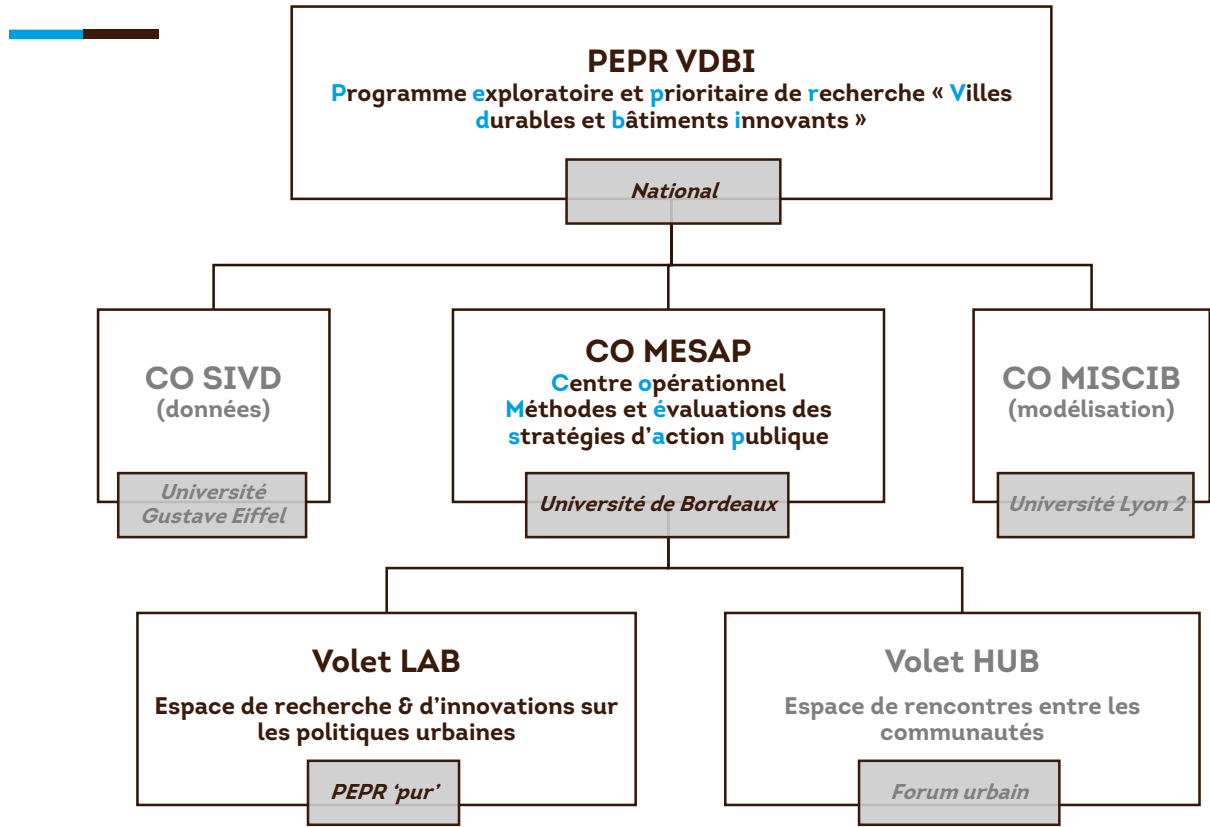 PEPR VDBI
Programme exploratoire et prioritaire de recherche « Villes
durables et bâtiments innovants »
National
CO SIVD
(données)
Université
Gustave Eiffel
CO MESAP
Centre opérationnel
Méthodes et évaluations des
stratégies d’action publique
Université de Bordeaux
CO MISCIB
(modélisation)
Université Lyon 2
Volet LAB
Espace de recherche & d’innovations sur
les politiques urbaines
PEPR ‘pur’
Volet HUB
Espace de rencontres entre les
communautés
Forum urbain